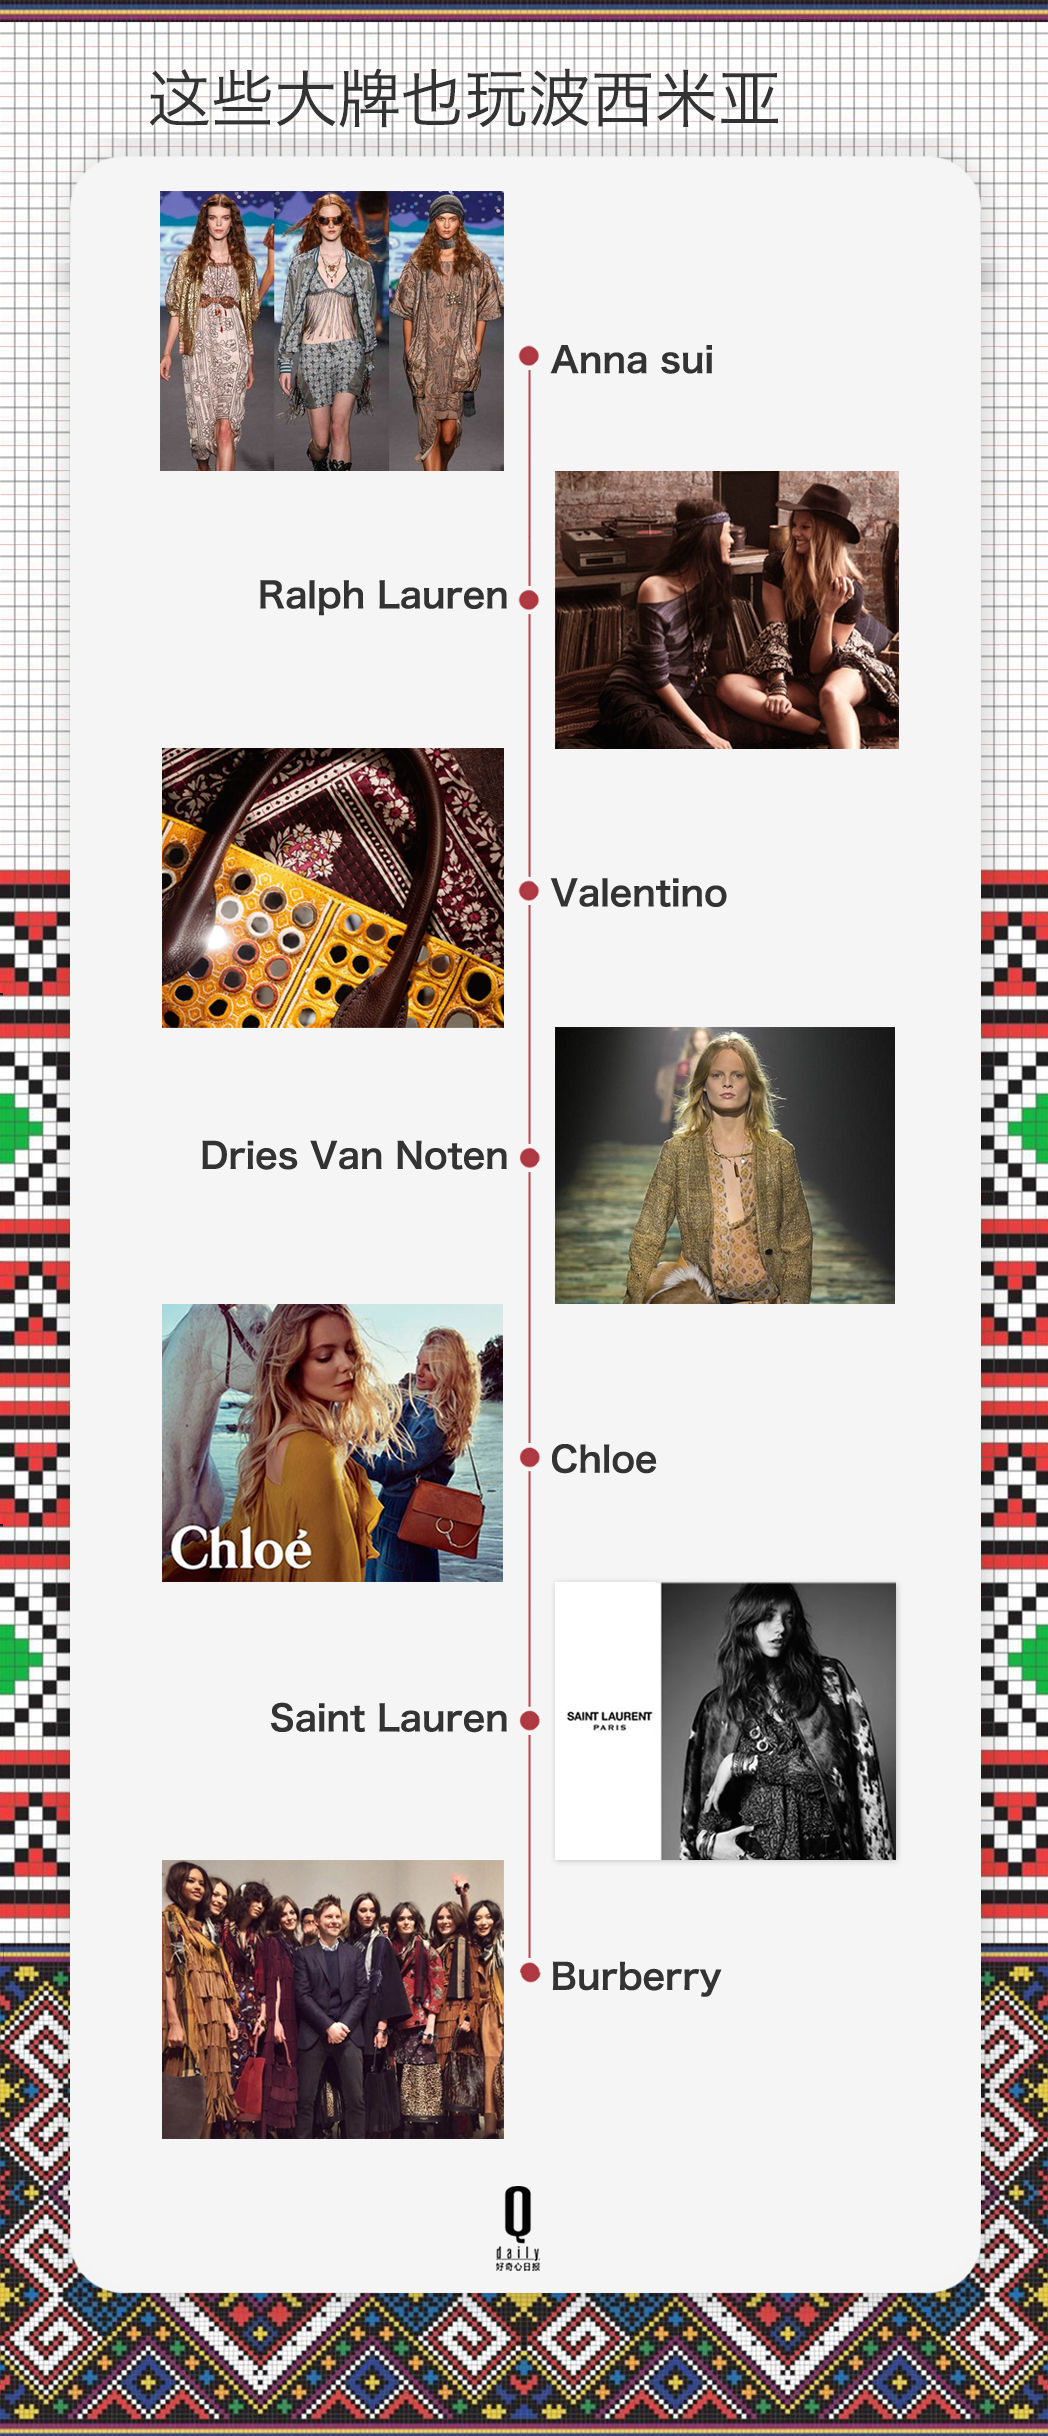 这些大牌也玩波西米亚
Anna sui
Ralph Lauren
Valentino
Dries Van Noten
Chloe
Chloé
Saint Lauren
SAINT LAURENT
PARIS
Burberry
Q
daily
好奇心日报